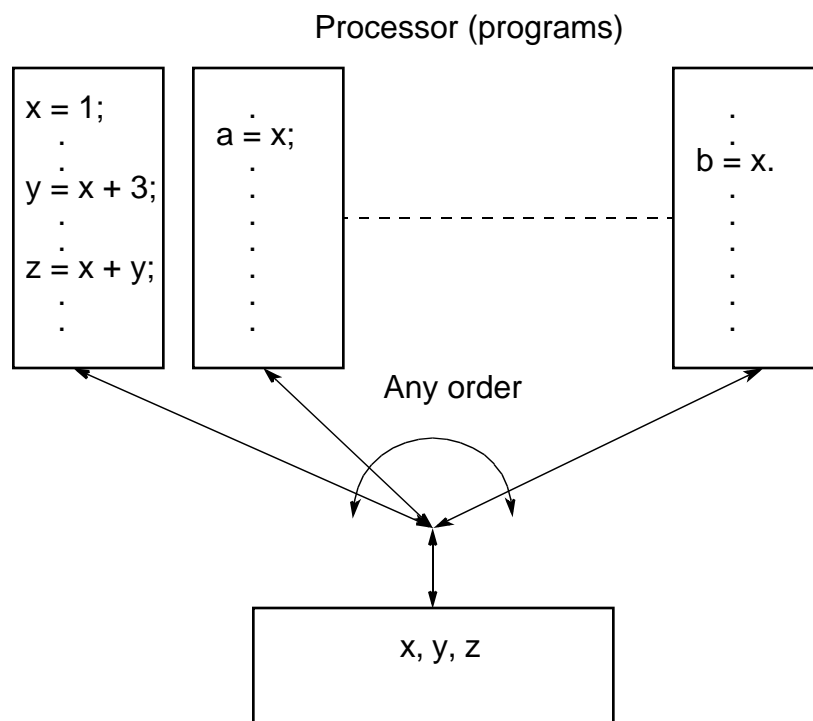 Processor (programs)
x = 1;
.
.
y = x + 3;
.
.
z = x + y;
.
.
.
a = x;
.
.
.
.
.
.
.
.
.
b = x.
.
.
.
.
.
.
Any order
x, y, z